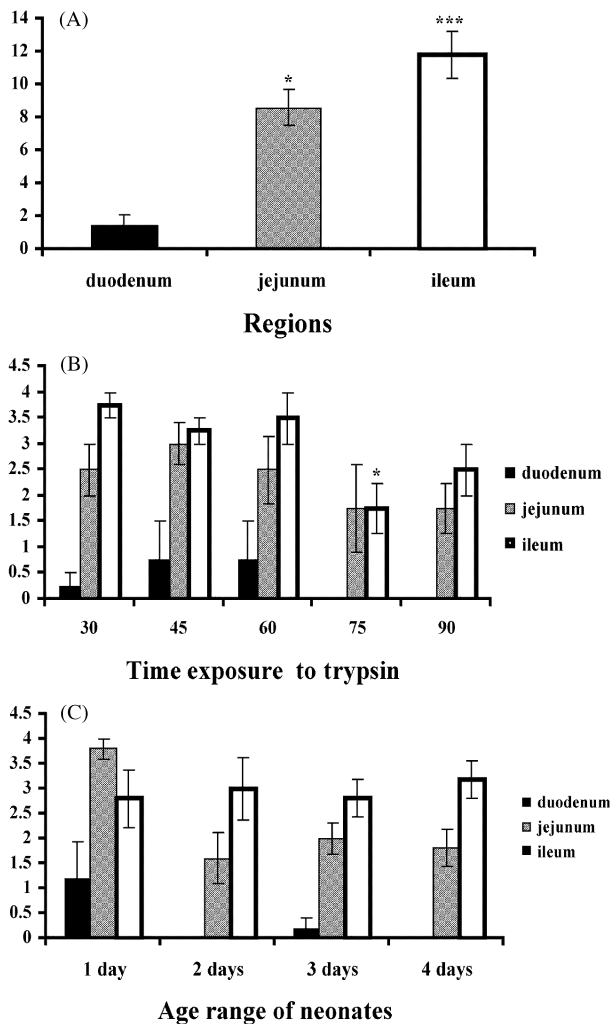 (A)
14
12
10
8
6
4
2
0
*
***
duodenum jejunum ileum
Regions
(B)
4.5
4
3.5
3
2.5
2
1.5
1
0.5
0
*
30 45 60 75 90
Time exposure to trypsin
duodenum
jejunum
ileum
(C)
4.5
4
3.5
3
2.5
2
1.5
1
0.5
0
1 day 2 days 3 days 4 days
Age range of neonates
duodenum
jejunum
ileum